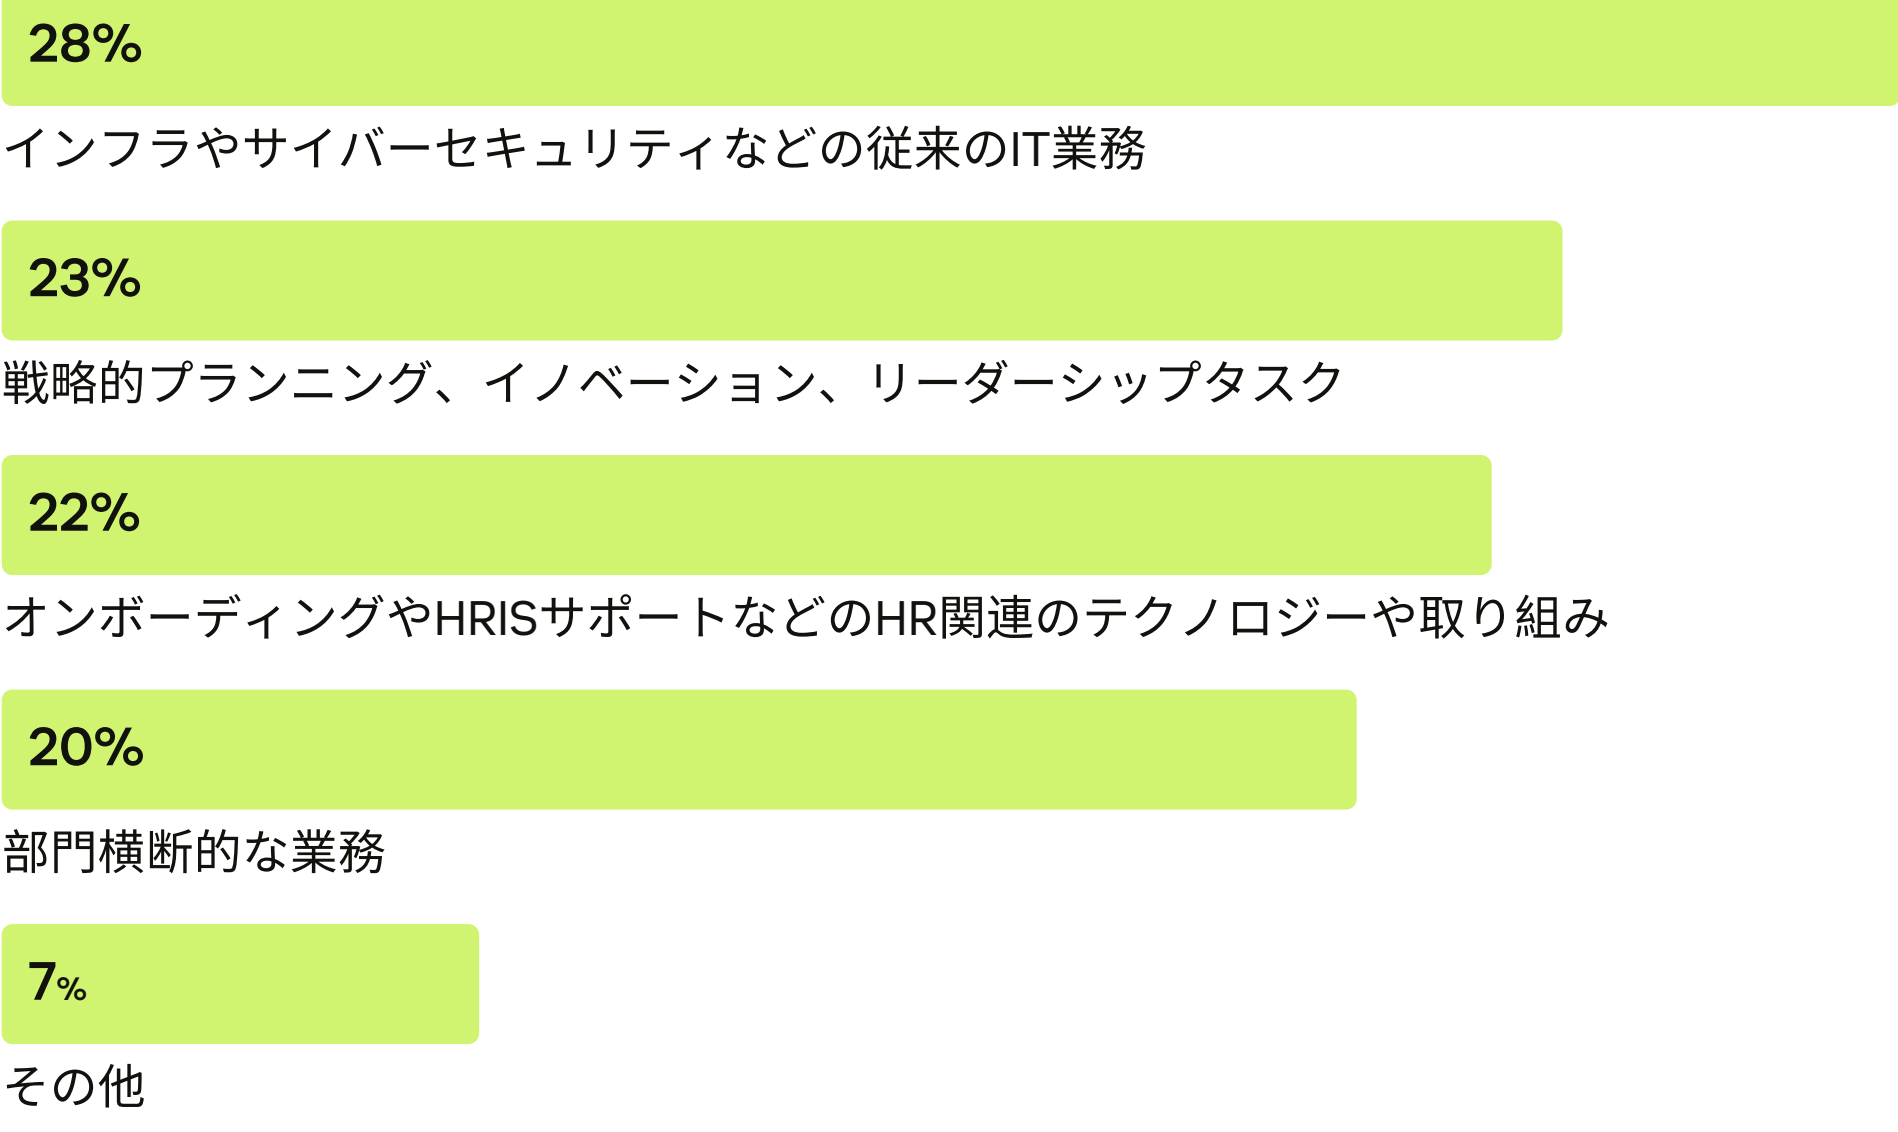 28%
インフラやサイバーセキュリティなどの従来のIT業務
23%
戦略的プランニング、イノベーション、リーダーシップタスク
22%
オンボーディングやHRISサポートなどのHR関連のテクノロジーや取り組み
20%
部門横断的な業務
7%
その他